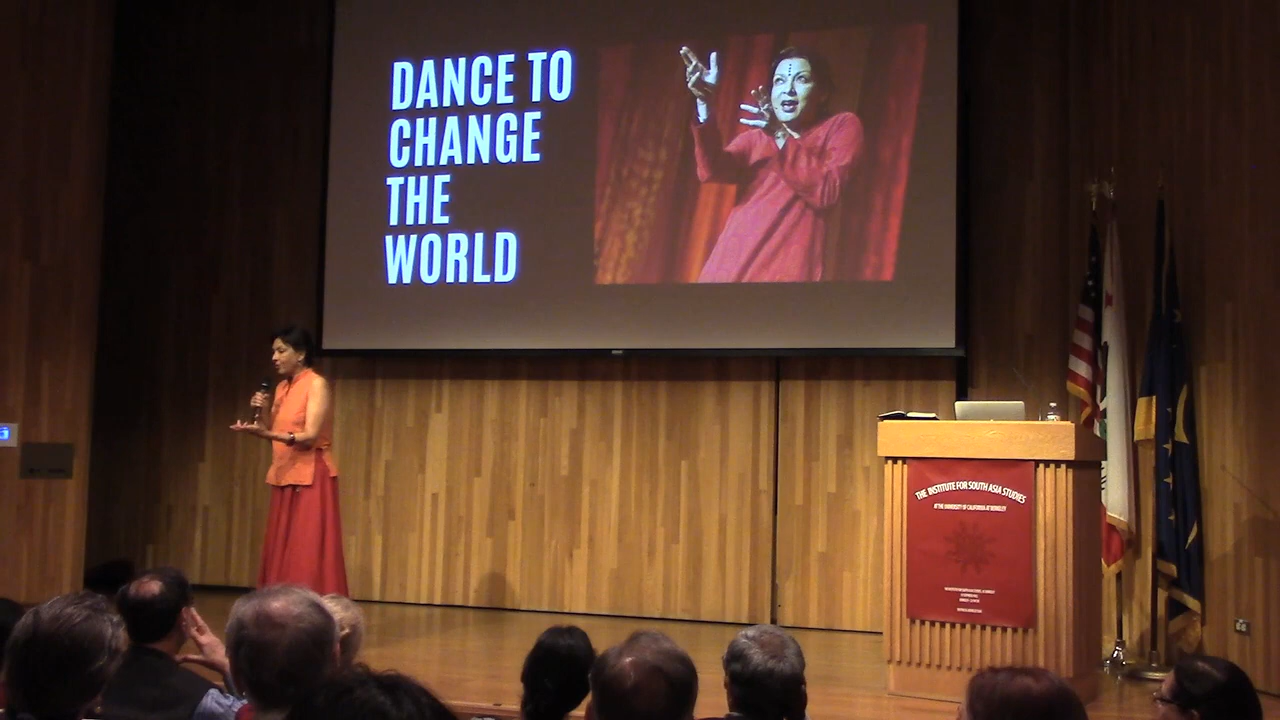 DANCE TO
CHANGE
THE
WORLD
THE INSTITUTE FOR SOUTH ASIA STUDIES
AT THE UNIVERSITY OF CALIFORNIA AT BERKELEY